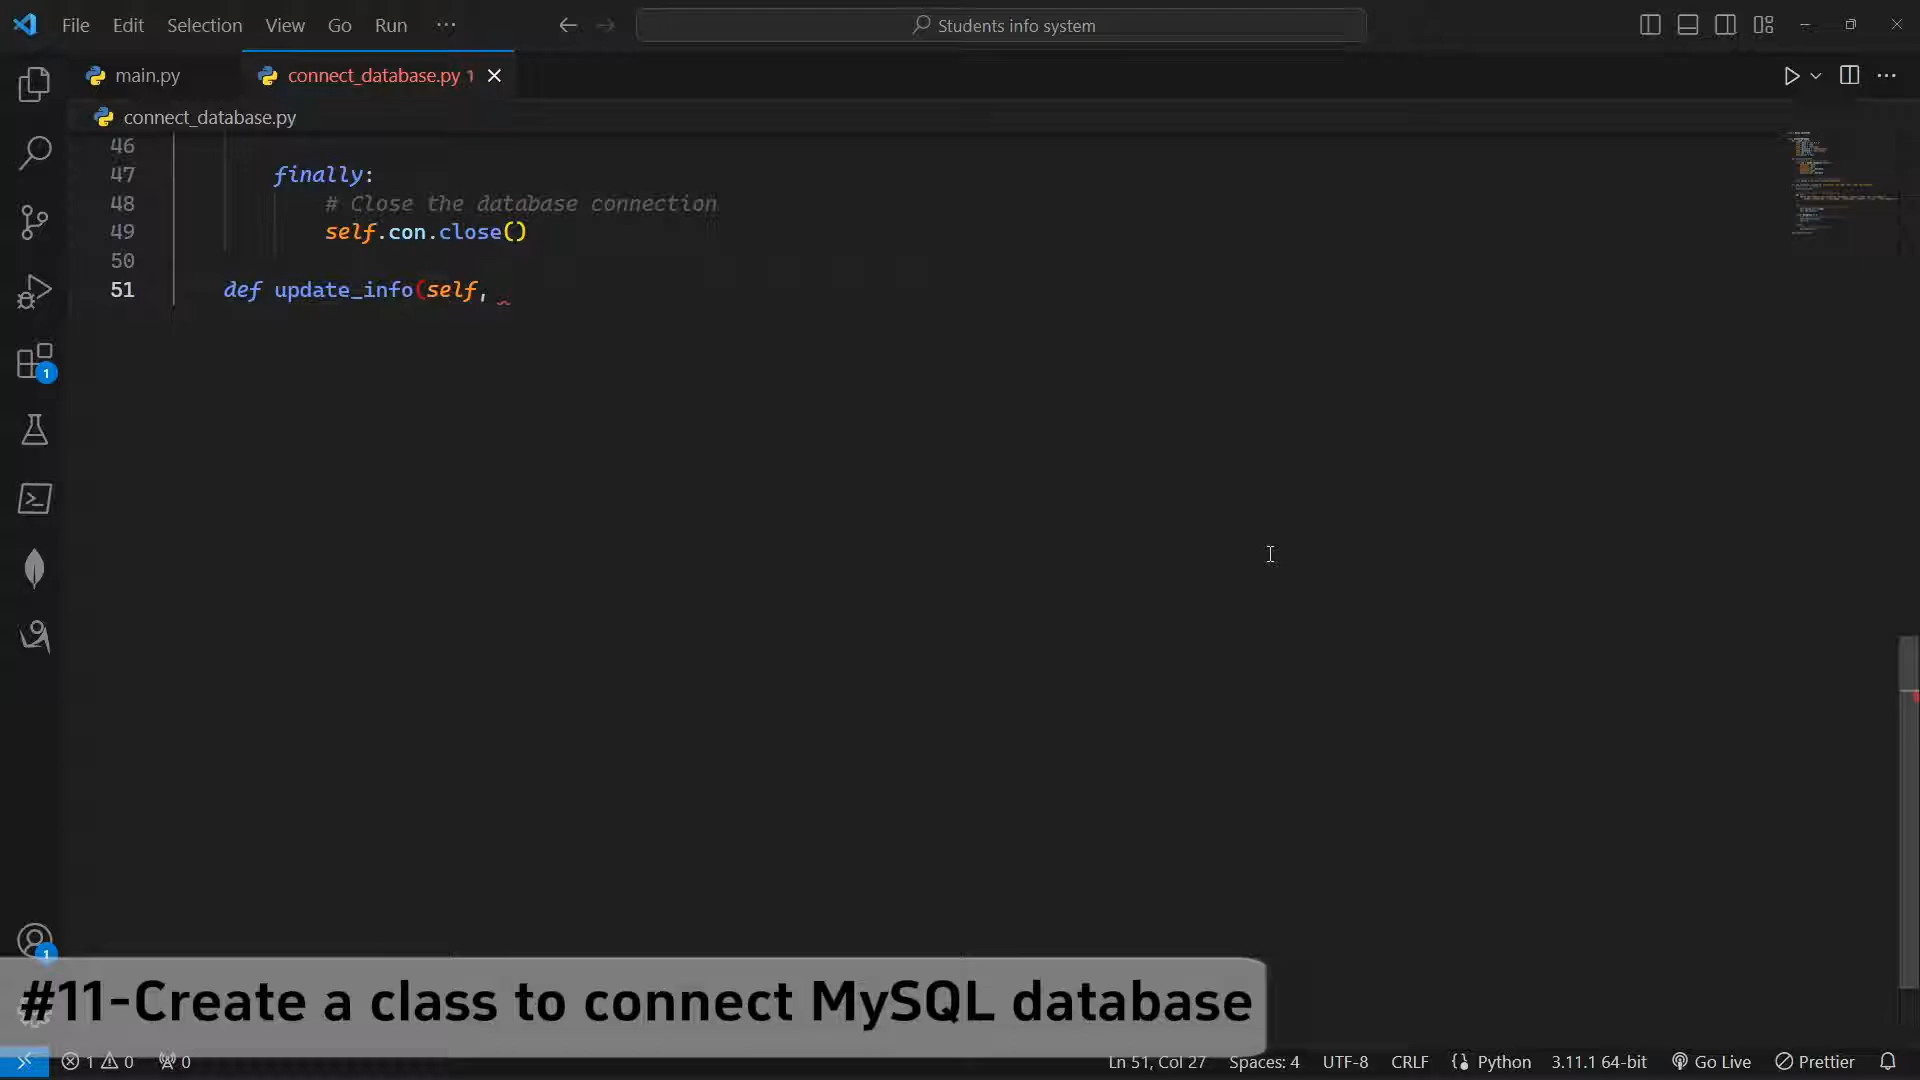 File Edit Selection View Go Run ···
Students info system
main.py
connect_database.py 1
connect_database.py
46
47 finally:
48 # Close the database connection
49 self.con.close()
50
51 def update_info(self,
1
1
#11-Create a class to connect MySQL database
1 0 0
Ln 51, Col 27 Spaces: 4 UTF-8 CRLF Python 3.11.1 64-bit Go Live Prettier